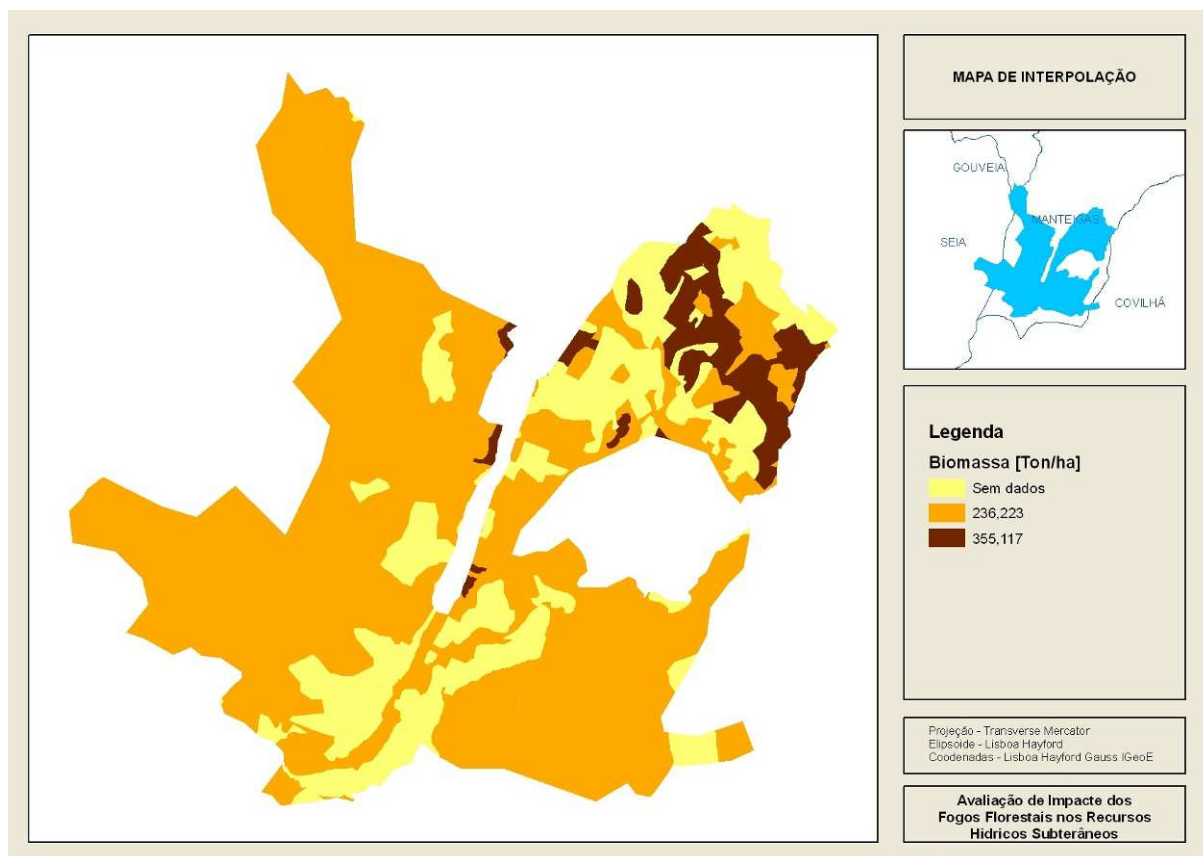 MAPA DE INTERPOLAÇÃO
GOUVEIA
MANTEIGAS
SEIA
COVILHÃ
Legenda
Biomassa [Ton/ha]
Sem dados
236,223
355,117
Projeção - Transverse Mercator
Elipsoide - Lisboa Hayford
Coodenadas - Lisboa Hayford Gauss IGeoE
Avaliação de Impacte dos
Fogos Florestais nos Recursos
Hidricos Subterâneos